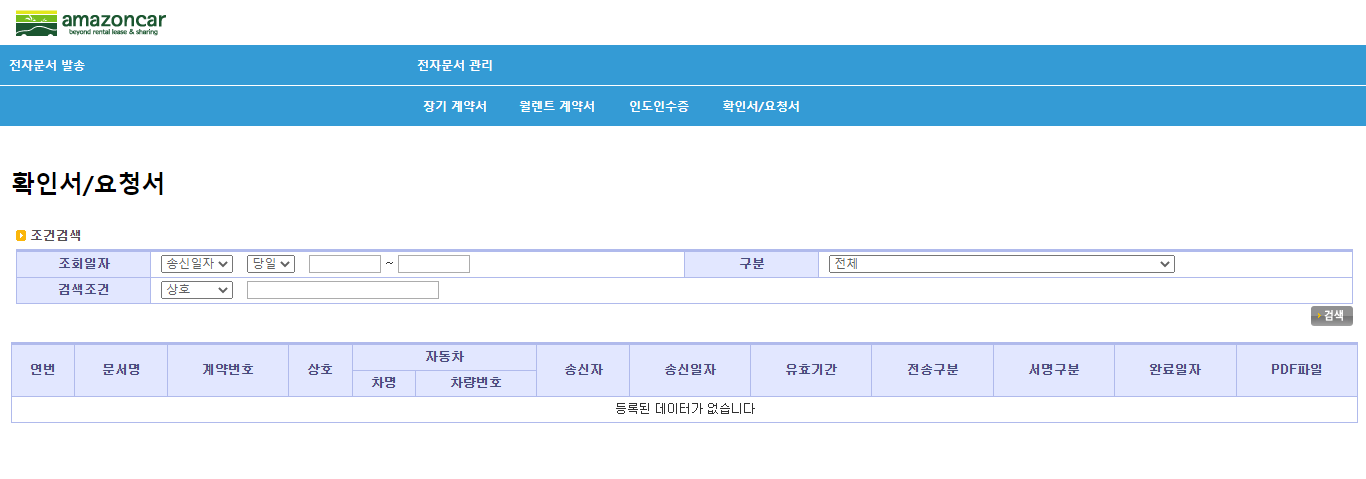 amazoncar
beyond rental lease & sharing
전자문서 발송 전자문서 관리
장기 계약서 월렌트 계약서 인도인수증 확인서/요청서
확인서/요청서
조건검색
조회일자 송신일자 당일 ~ 구분 전체
검색조건 상호
검색
연번 문서명 계약번호 상호 자동차 송신자 송신일자 유효기간 전송구분 서명구분 완료일자 PDF파일
차명 차량번호
등록된 데이터가 없습니다